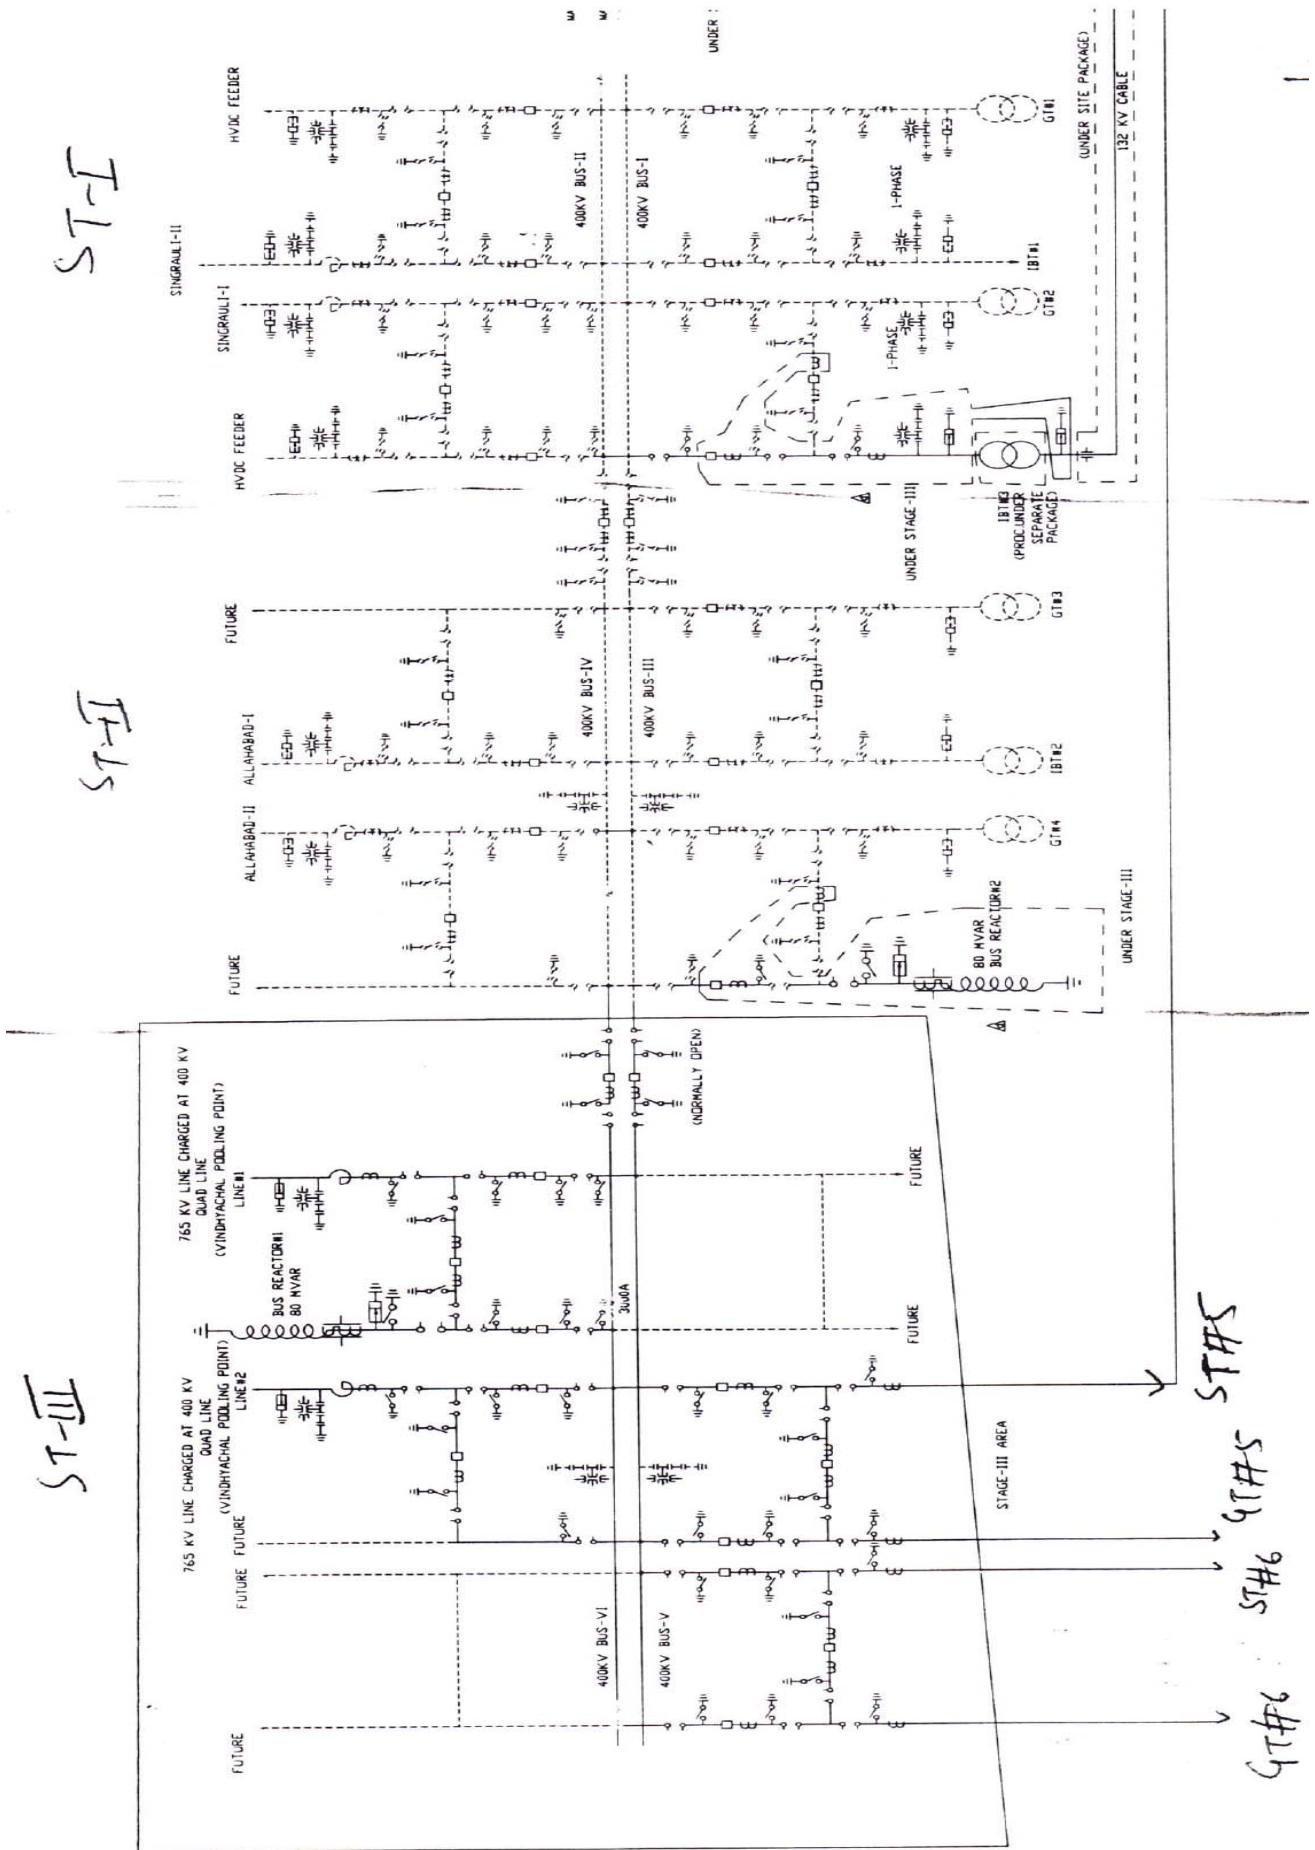 ST-I
ST-II
ST-III
UNDER
HVDC FEEDER
SINGRAULI-II
SINGRAULI-I
HVDC FEEDER
400KV BUS-II
400KV BUS-I
1-PHASE
1-PHASE
GT#1
IBT#1
GT#2
(UNDER SITE PACKAGE)
132 KV CABLE
UNDER STAGE-III
IBT#3
(PROC.UNDER
SEPARATE
PACKAGE)
FUTURE
ALLAHABAD-I
ALLAHABAD-II
FUTURE
400KV BUS-IV
400KV BUS-III
GT#3
IBT#2
GT#4
80 MVAR
BUS REACTOR#2
UNDER STAGE-III
765 KV LINE CHARGED AT 400 KV
QUAD LINE
(VINDHYACHAL POOLING POINT)
LINE#1
(NORMALLY OPEN)
BUS REACTOR#1
80 MVAR
3000A
FUTURE
FUTURE
765 KV LINE CHARGED AT 400 KV
QUAD LINE
(VINDHYACHAL POOLING POINT)
LINE#2
FUTURE
FUTURE
FUTURE
400KV BUS-VI
400KV BUS-V
STAGE-III AREA
ST#5
GT#5
ST#6
GT#6